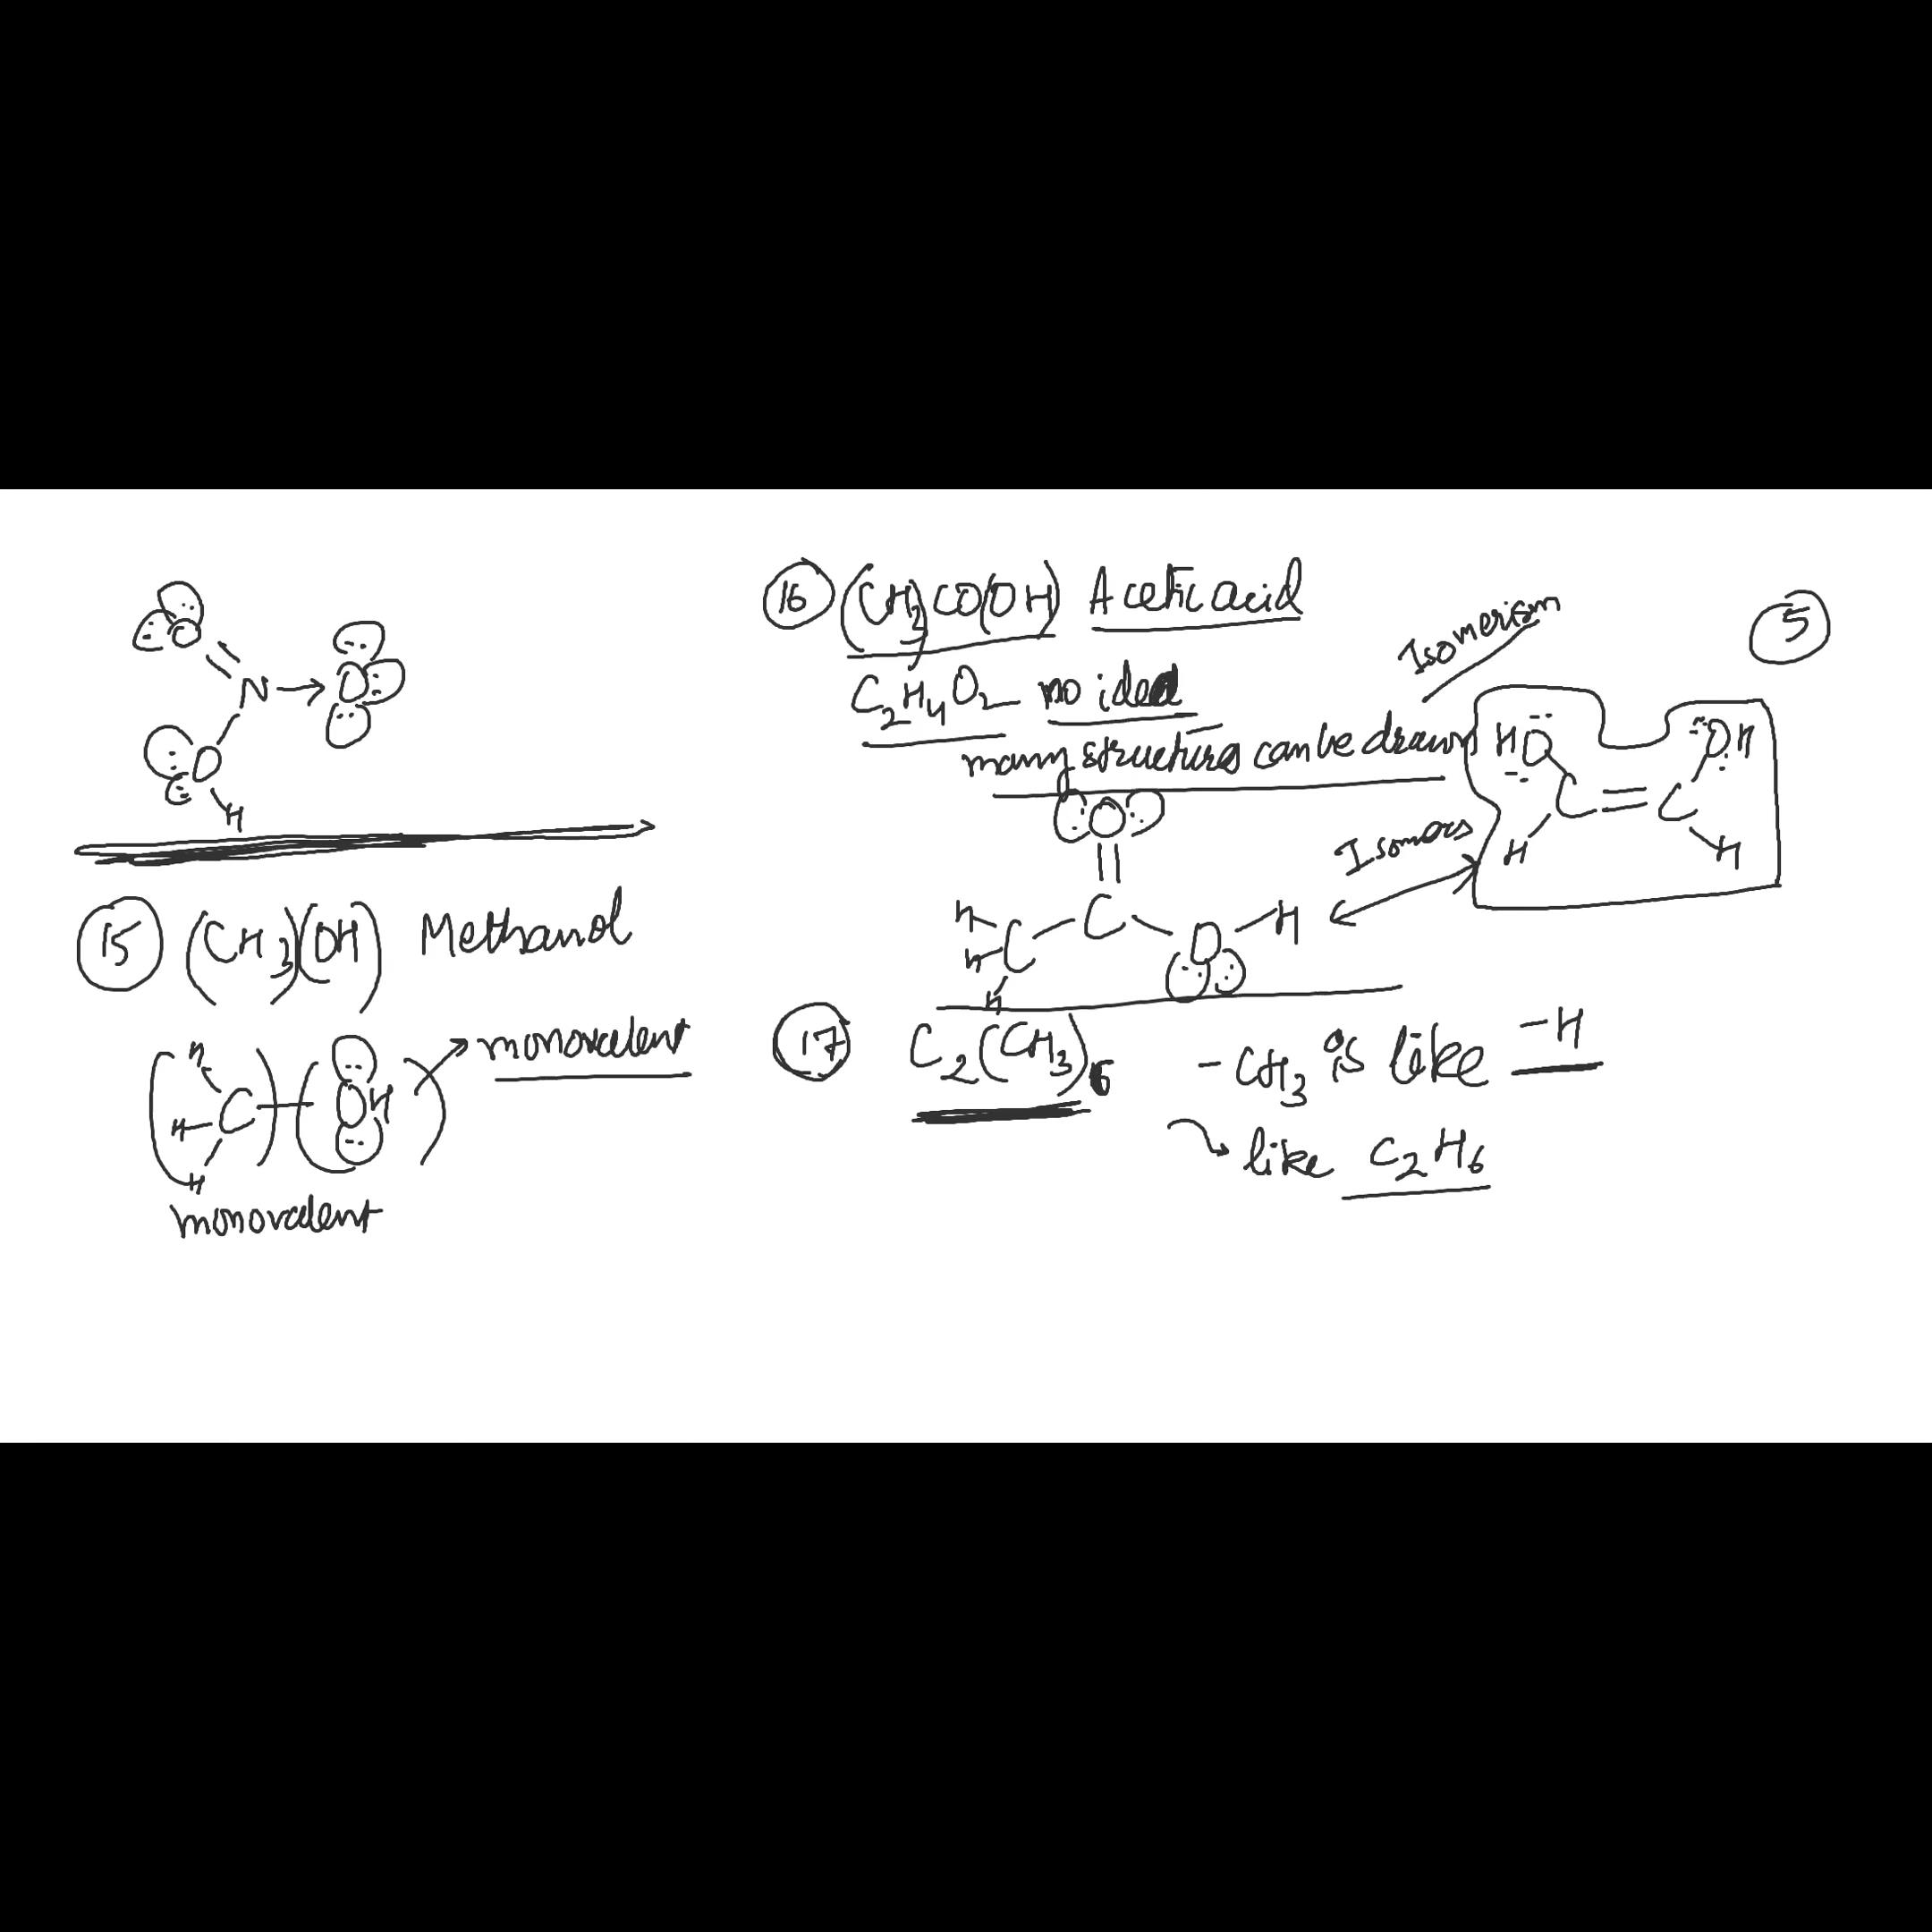 O
N → O
O
H
15 (CH3)(OH) Methanol
H
H C — OH → monovalent
H
monovalent
16 (CH3)CO(OH) Acetic acid
C2H4O2 no idea
many structures can be drawn
Isomerism
5
HO OH
C = C
H H
Isomers
O
H C — C — O — H
H
H
17 C2(CH3)6 - CH3 is like -H
like C2H6